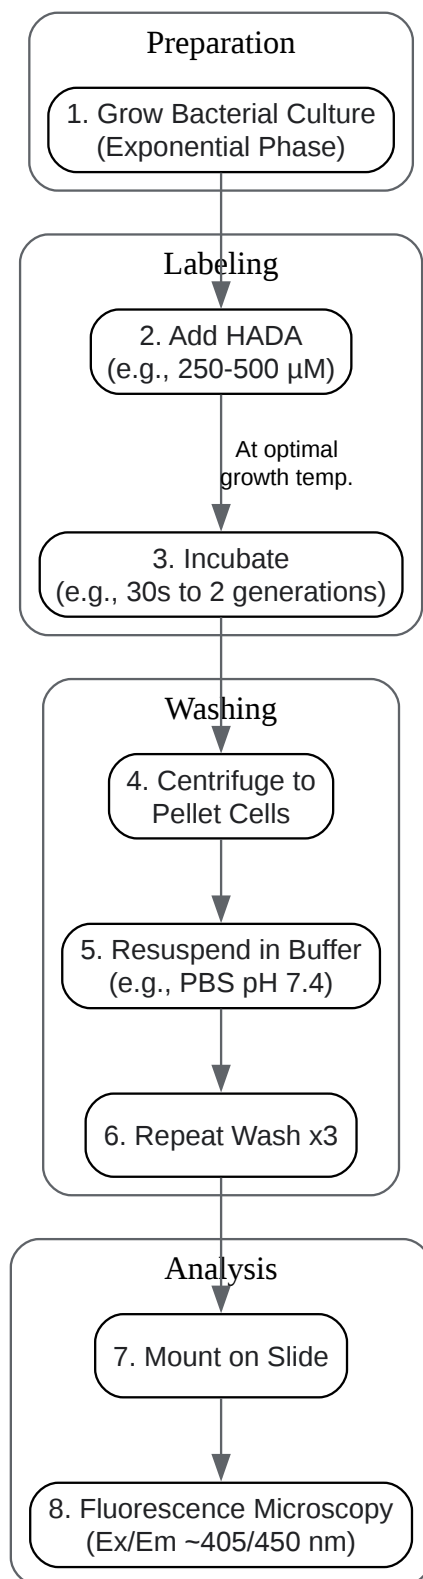 Preparation
1. Grow Bacterial Culture
(Exponential Phase)
Labeling
2. Add HADA
(e.g., 250-500 µM)
At optimal
growth temp.
3. Incubate
(e.g., 30s to 2 generations)
Washing
4. Centrifuge to
Pellet Cells
5. Resuspend in Buffer
(e.g., PBS pH 7.4)
6. Repeat Wash x3
Analysis
7. Mount on Slide
8. Fluorescence Microscopy
(Ex/Em ~405/450 nm)